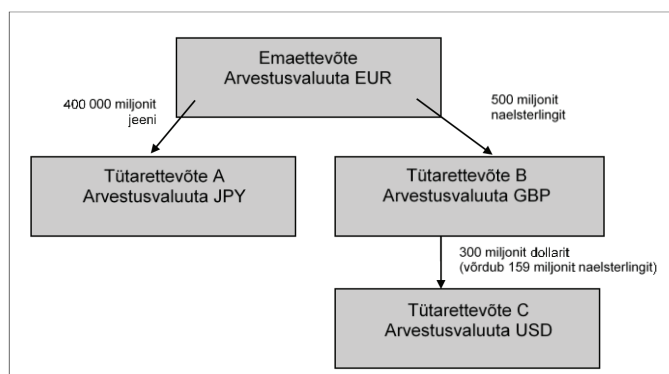 Emaettevõte
Arvestusvaluuta EUR
400 000 miljonit
jeeni
500 miljonit
naelsterlingit
Tütarettevõte A
Arvestusvaluuta JPY
Tütarettevõte B
Arvestusvaluuta GBP
300 miljonit dollarit
(võrdub 159 miljonit naelsterlingit)
Tütarettevõte C
Arvestusvaluuta USD